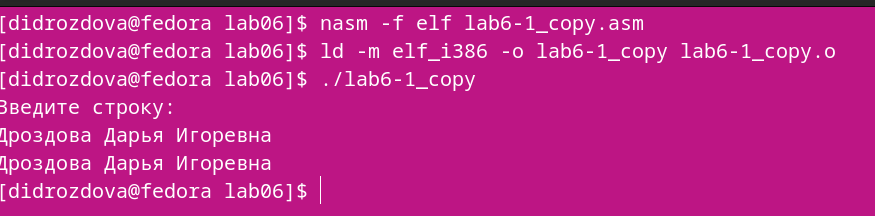 [didrozdova@fedora lab06]$ nasm -f elf lab6-1_copy.asm
[didrozdova@fedora lab06]$ ld -m elf_i386 -o lab6-1_copy lab6-1_copy.o
[didrozdova@fedora lab06]$ ./lab6-1_copy
Введите строку:
Дроздова Дарья Игоревна
Дроздова Дарья Игоревна
[didrozdova@fedora lab06]$